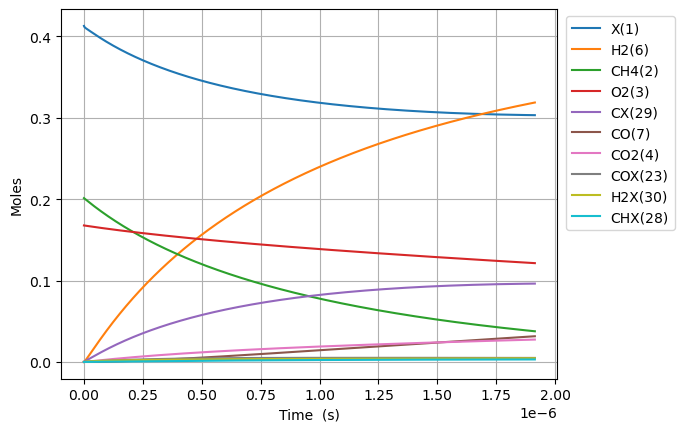 0.4
0.3
0.2
0.1
0.0
Moles
0.00
0.25
0.50
0.75
1.00
1.25
1.50
1.75
2.00
1e-6
Time (s)
X(1)
H2(6)
CH4(2)
O2(3)
CX(29)
CO(7)
CO2(4)
COX(23)
H2X(30)
CHX(28)